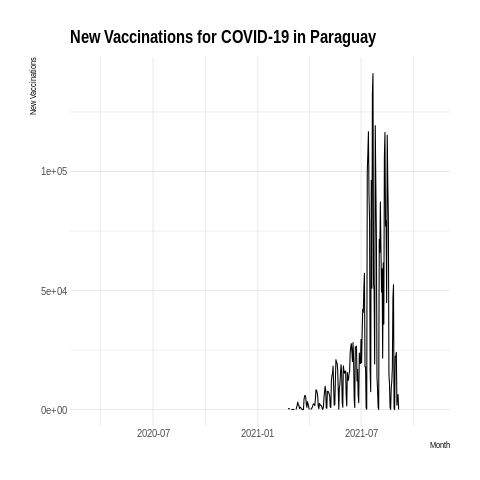 New Vaccinations for COVID-19 in Paraguay
New Vaccinations
1e+05
5e+04
0e+00
2020-07
2021-01
2021-07
Month